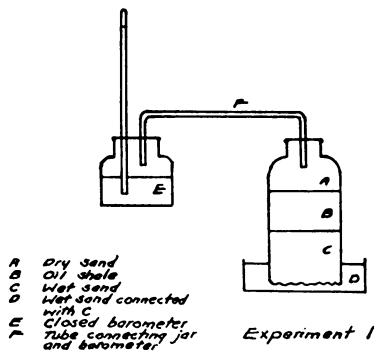 F
E
A
B
C
D
A Dry sand
B Oil shale
C Wet sand
D Wet sand connected
with C
E Closed barometer
F Tube connecting jar
and barometer
Experiment 1